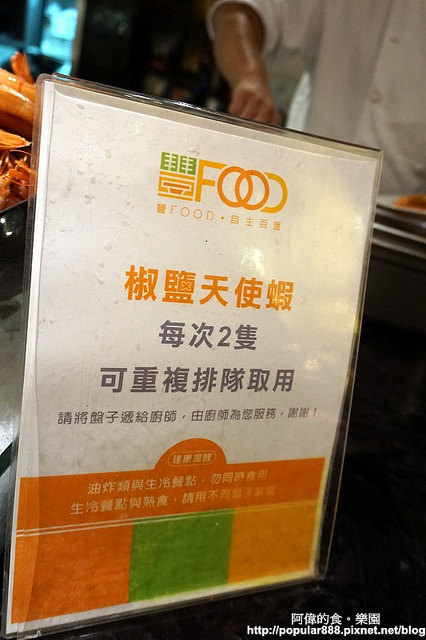 豐FOOD
豐FOOD・自主百匯
椒鹽天使蝦
每次2隻
可重複排隊取用
請將盤子遞給廚師，由廚師為您服務，謝謝！
健康提醒
油炸類與生冷餐點，勿同時食用
生冷餐點與熟食，請用不同盤子裝盛
阿偉的食。樂園
http://popular888.pixnet.net/blog